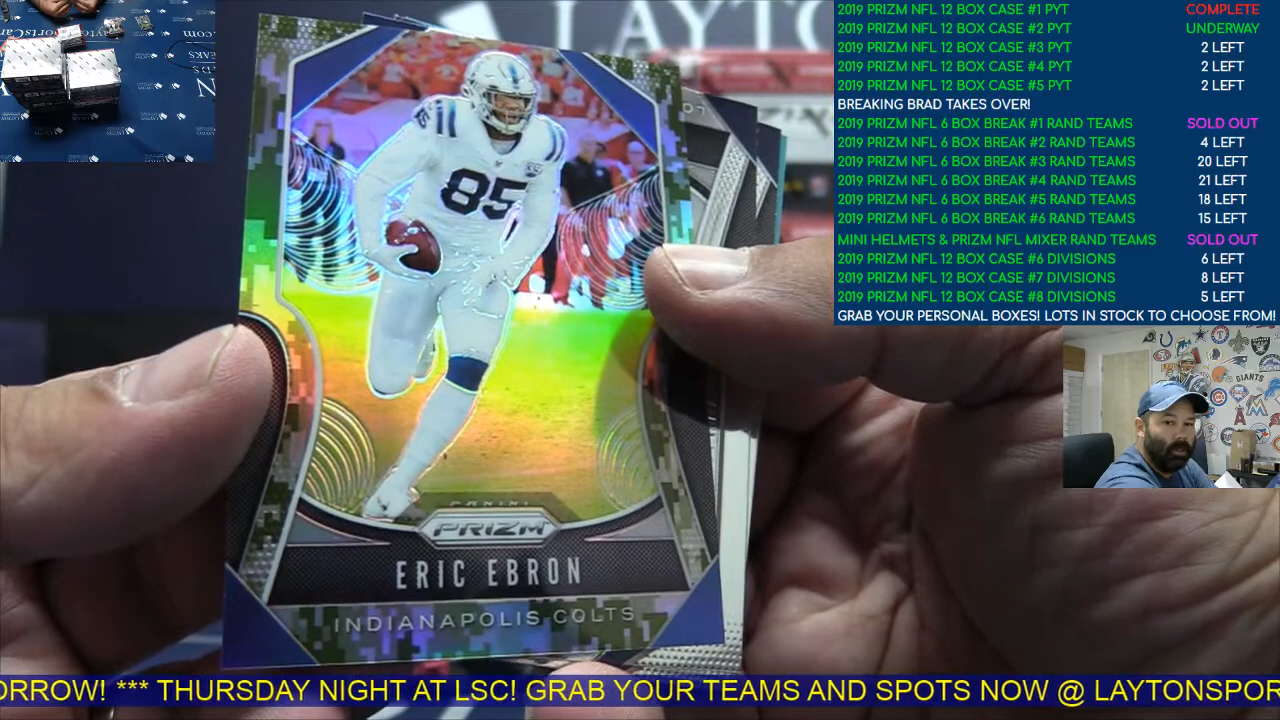 LAYTO
2019 PRIZM NFL 12 BOX CASE #1 PYT COMPLETE
2019 PRIZM NFL 12 BOX CASE #2 PYT UNDERWAY
2019 PRIZM NFL 12 BOX CASE #3 PYT 2 LEFT
2019 PRIZM NFL 12 BOX CASE #4 PYT 2 LEFT
2019 PRIZM NFL 12 BOX CASE #5 PYT 2 LEFT
BREAKING BRAD TAKES OVER!
2019 PRIZM NFL 6 BOX BREAK #1 RAND TEAMS SOLD OUT
2019 PRIZM NFL 6 BOX BREAK #2 RAND TEAMS 4 LEFT
2019 PRIZM NFL 6 BOX BREAK #3 RAND TEAMS 20 LEFT
2019 PRIZM NFL 6 BOX BREAK #4 RAND TEAMS 21 LEFT
2019 PRIZM NFL 6 BOX BREAK #5 RAND TEAMS 18 LEFT
2019 PRIZM NFL 6 BOX BREAK #6 RAND TEAMS 15 LEFT
MINI HELMETS & PRIZM NFL MIXER RAND TEAMS SOLD OUT
2019 PRIZM NFL 12 BOX CASE #6 DIVISIONS 6 LEFT
2019 PRIZM NFL 12 BOX CASE #7 DIVISIONS 8 LEFT
2019 PRIZM NFL 12 BOX CASE #8 DIVISIONS 5 LEFT
GRAB YOUR PERSONAL BOXES! LOTS IN STOCK TO CHOOSE FROM!
85
GIANTS
PANINI
PRIZM
ERIC EBRON
INDIANAPOLIS COLTS
ORROW! *** THURSDAY NIGHT AT LSC! GRAB YOUR TEAMS AND SPOTS NOW @ LAYTONSPOR